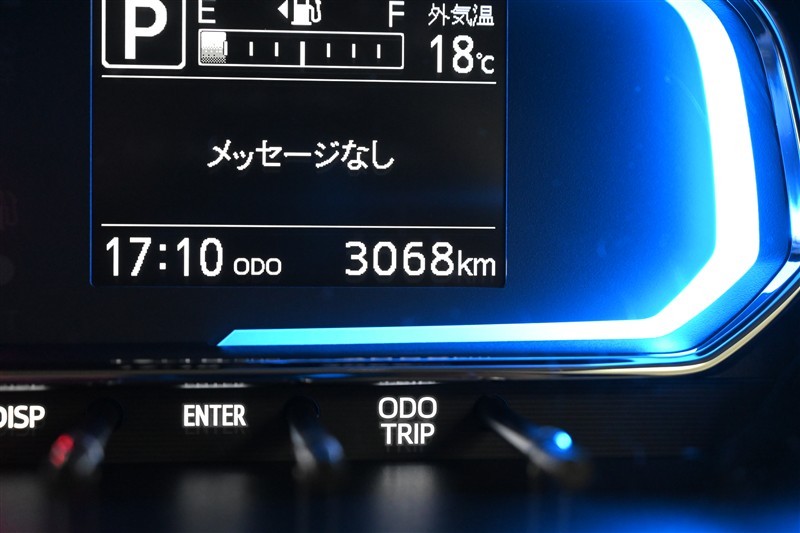 P
E F 外気温
18℃
メッセージなし
17:10 ODO 3068km
DISP ENTER ODO
TRIP